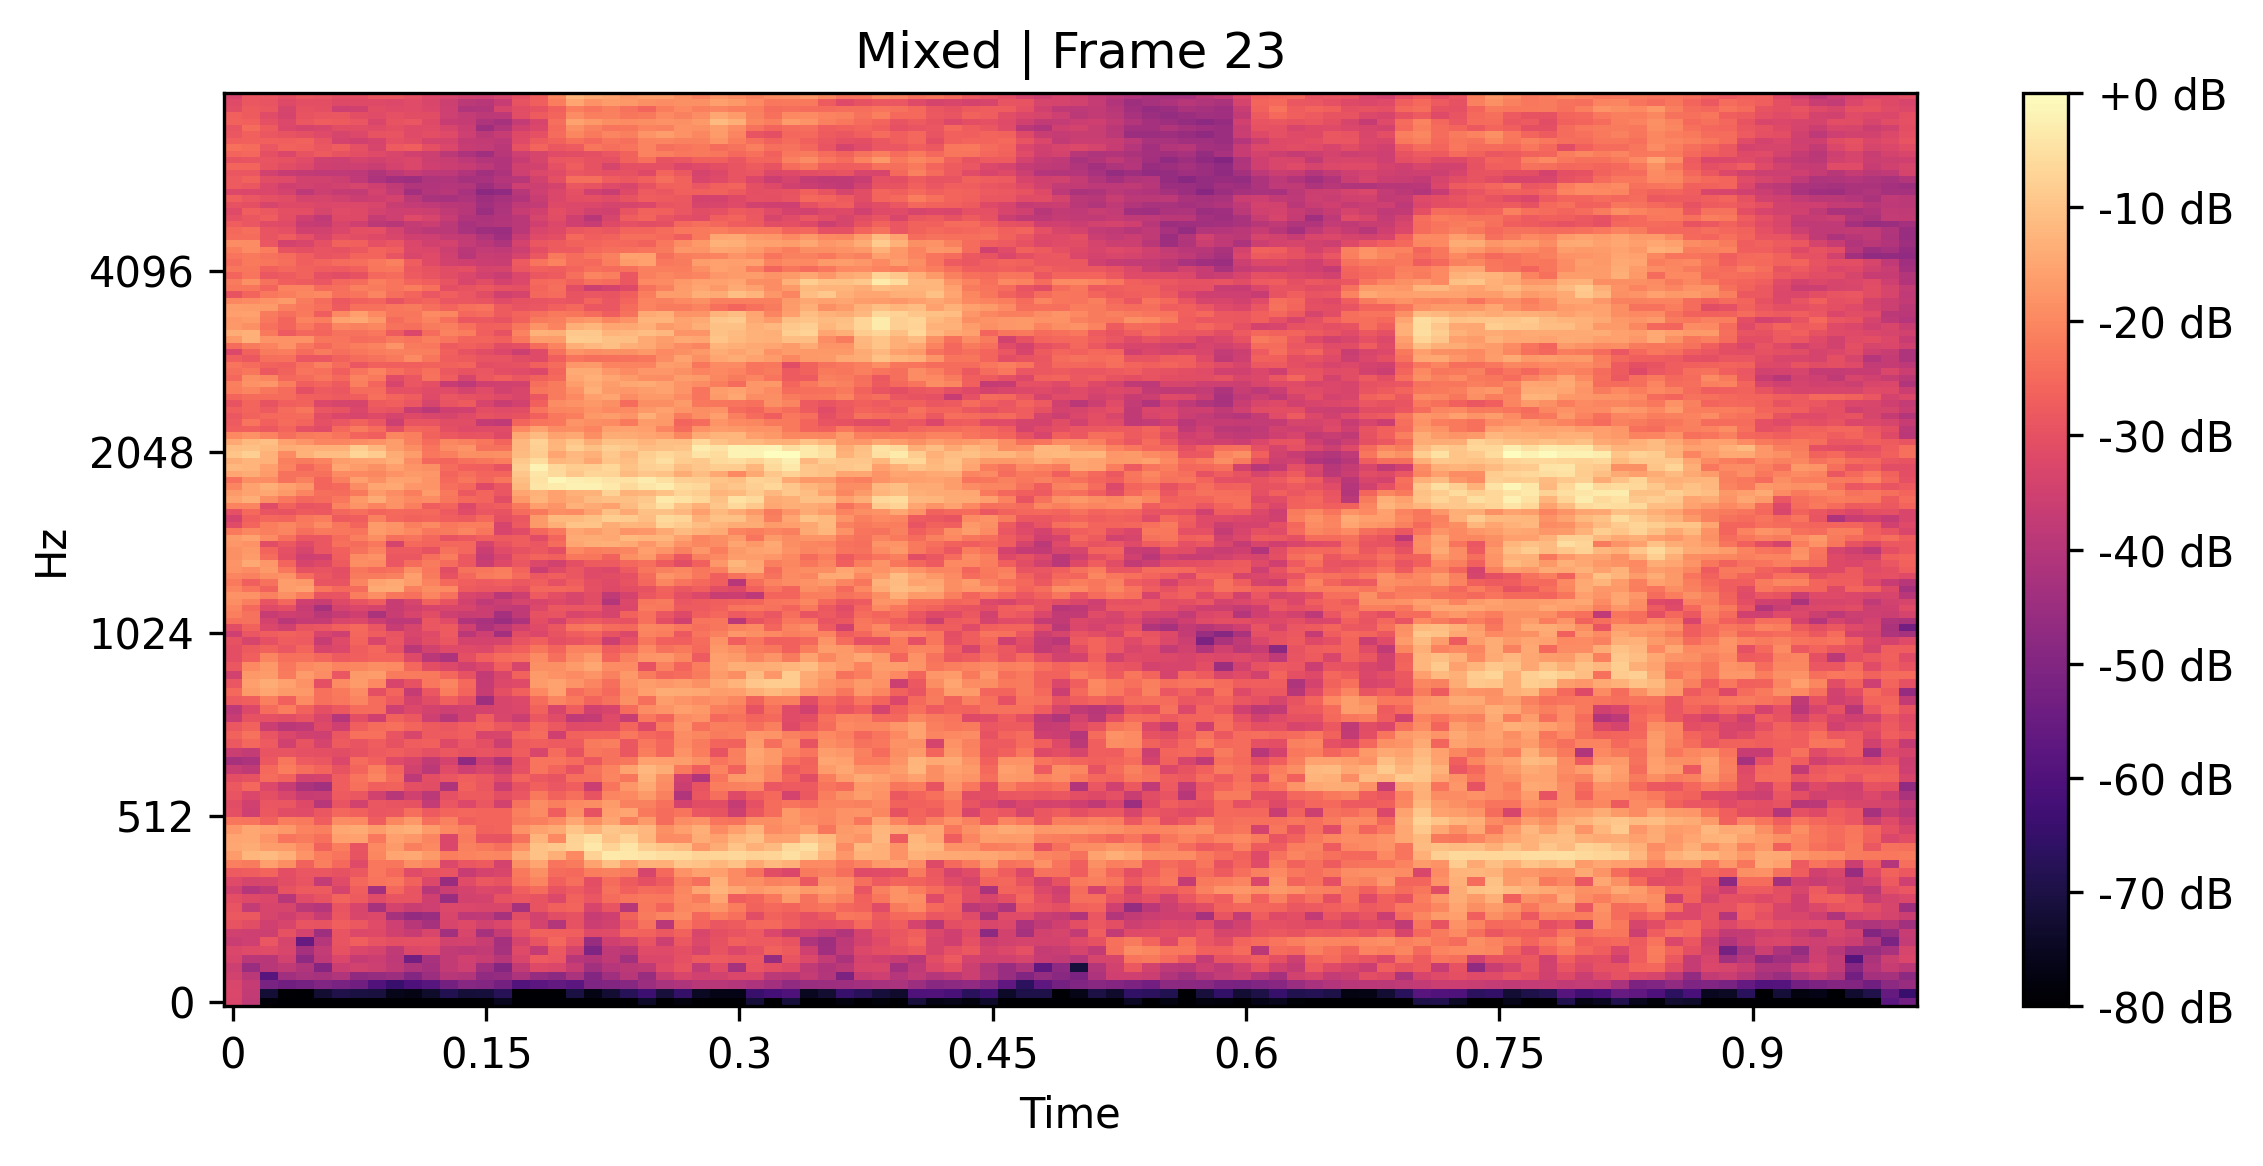 Mixed | Frame 23
Hz
4096
2048
1024
512
0
0 0.15 0.3 0.45 0.6 0.75 0.9
Time
+0 dB
-10 dB
-20 dB
-30 dB
-40 dB
-50 dB
-60 dB
-70 dB
-80 dB